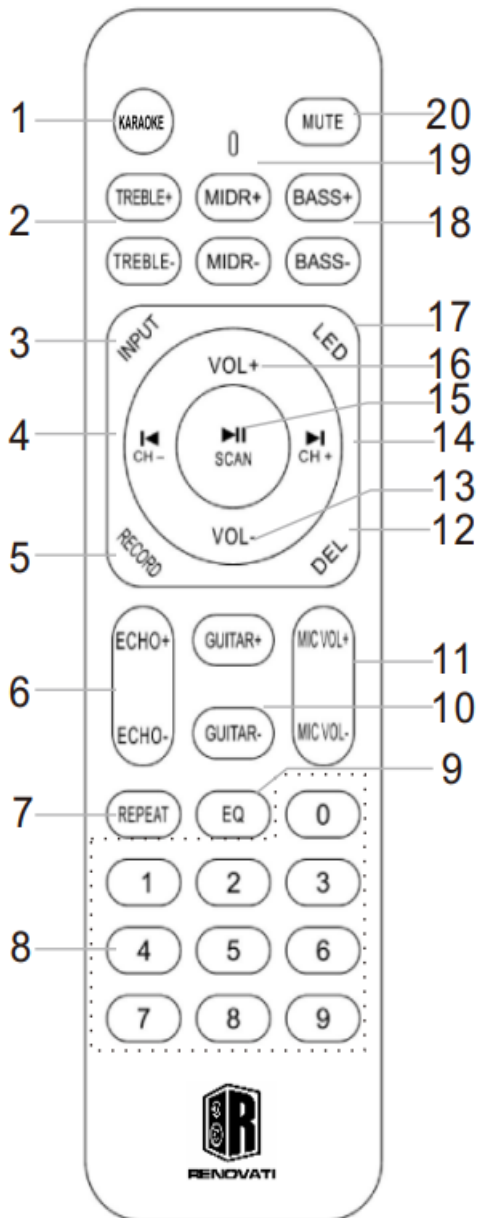 1 KARAOKE MUTE 20
19
2 TREBLE+ MIDR+ BASS+ 18
TREBLE- MIDR- BASS-
3 INPUT LED 17
VOL+ 16
15
4 CH – SCAN CH + 14
13
VOL-
5 RECORD DEL 12
6 ECHO+ GUITAR+ MIC VOL+ 11
10
ECHO- GUITAR- MIC VOL-
9
7 REPEAT EQ 0
1 2 3
8 4 5 6
7 8 9
R
RENOVATI